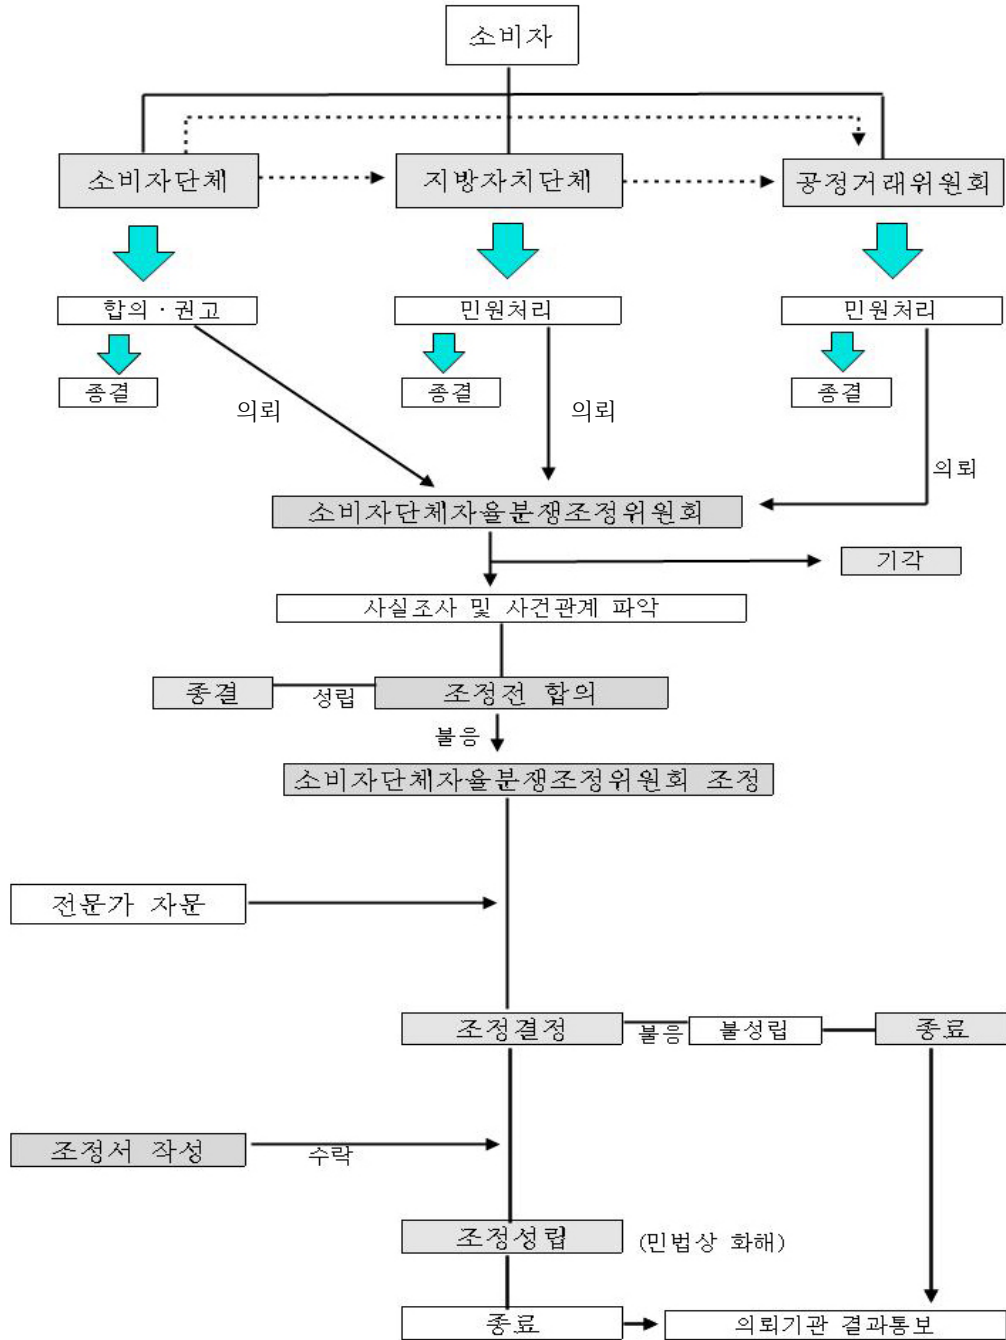 소비자
소비자단체
지방자치단체
공정거래위원회
합의·권고
민원처리
민원처리
종결
종결
종결
의뢰
의뢰
의뢰
소비자단체자율분쟁조정위원회
기각
사실조사 및 사건관계 파악
종결
성립
조정전 합의
불응
소비자단체자율분쟁조정위원회 조정
전문가 자문
조정결정
불응
불성립
종료
조정서 작성
수락
조정성립
(민법상 화해)
종료
의뢰기관 결과통보